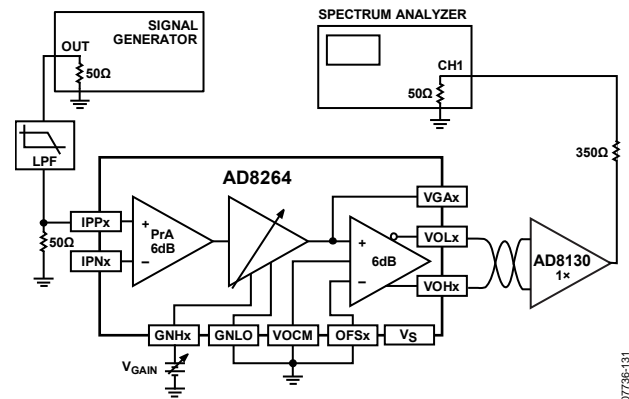 SIGNAL
GENERATOR
OUT
50Ω
SPECTRUM ANALYZER
CH1
50Ω
350Ω
LPF
50Ω
AD8264
IPPx
IPNx
+
−
PrA
6dB
+
−
6dB
VGAx
VOLx
VOHx
AD8130
1×
GNHx
GNLO
VOCM
OFSx
VS
VGAIN
07736-131